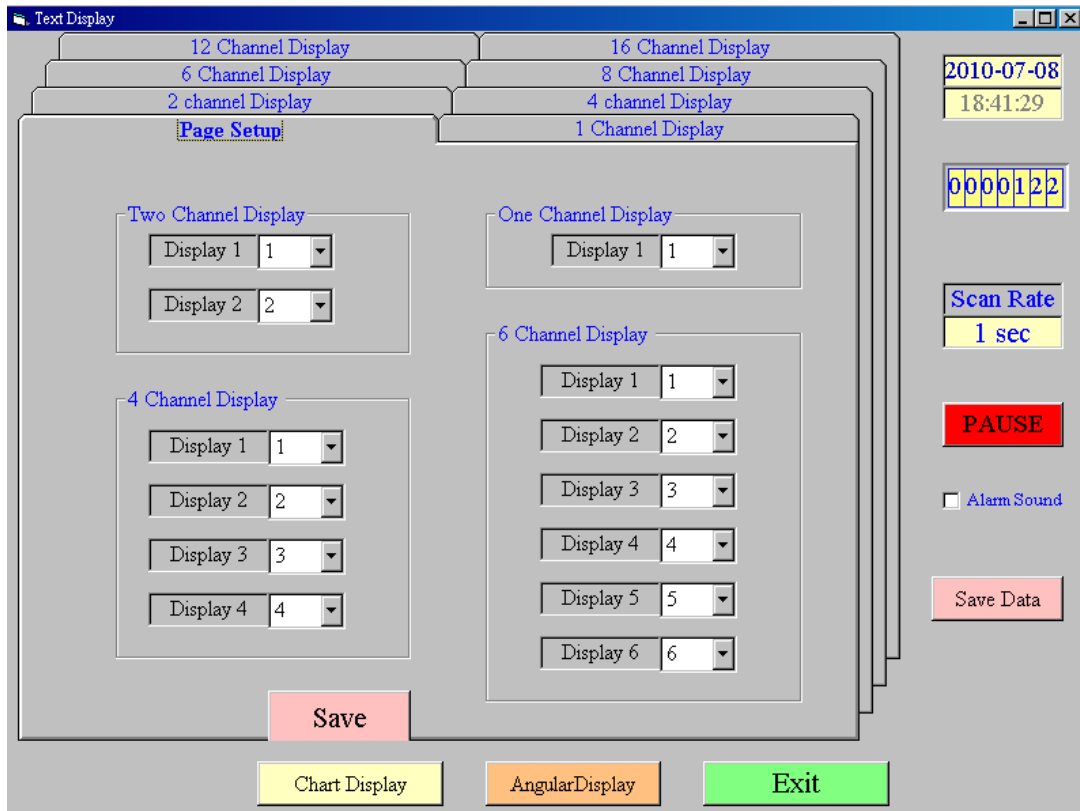 Text Display
12 Channel Display
16 Channel Display
6 Channel Display
8 Channel Display
2 channel Display
4 channel Display
Page Setup
1 Channel Display
Two Channel Display
Display 1 1
Display 2 2
4 Channel Display
Display 1 1
Display 2 2
Display 3 3
Display 4 4
One Channel Display
Display 1 1
6 Channel Display
Display 1 1
Display 2 2
Display 3 3
Display 4 4
Display 5 5
Display 6 6
Save
2010-07-08
18:41:29
0000122
Scan Rate
1 sec
PAUSE
Alarm Sound
Save Data
Chart Display
AngularDisplay
Exit